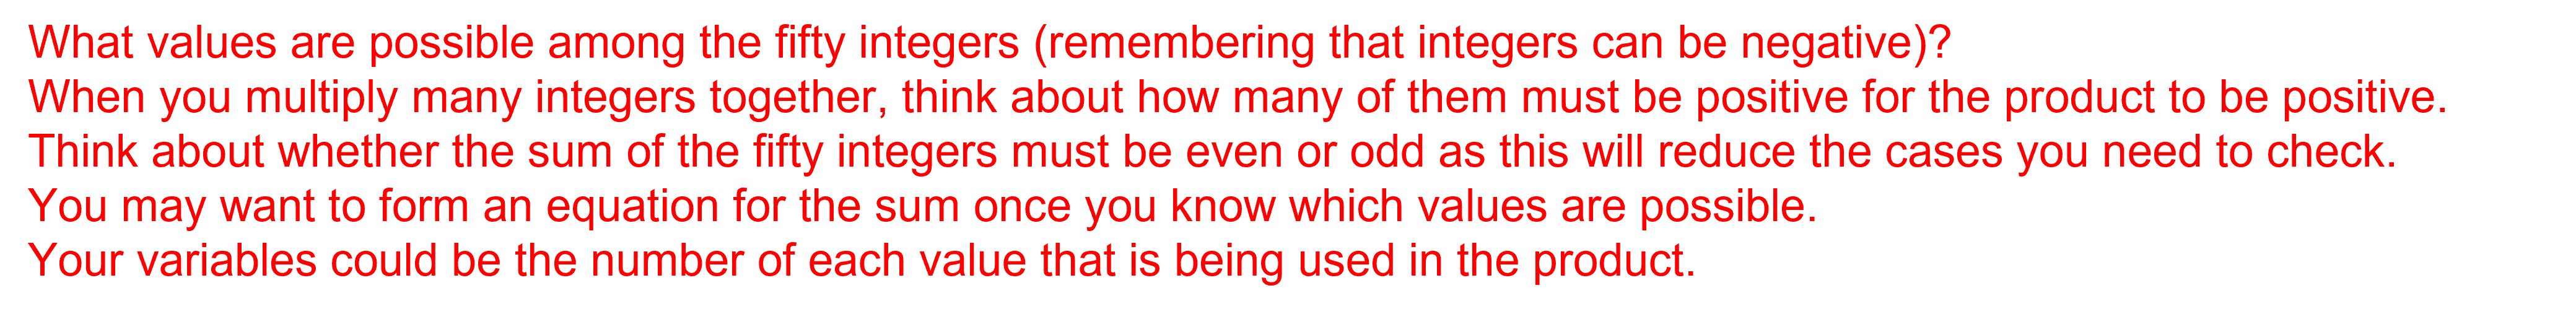 What values are possible among the fifty integers (remembering that integers can be negative)?
When you multiply many integers together, think about how many of them must be positive for the product to be positive.
Think about whether the sum of the fifty integers must be even or odd as this will reduce the cases you need to check.
You may want to form an equation for the sum once you know which values are possible.
Your variables could be the number of each value that is being used in the product.